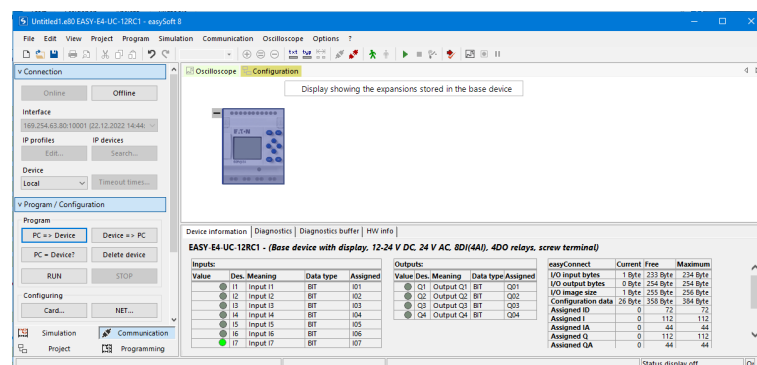 Untitled1.e80 EASY-E4-UC-12RC1 - easySoft 8
File Edit View Project Program Simulation Communication Oscilloscope Options ?
Connection
Online Offline
Interface
169.254.63.80:10001 (22.12.2022 14:44:
IP profiles IP devices
Edit... Search...
Device
Local Timeout times...
Program / Configuration
Program
PC => Device Device => PC
PC = Device? Delete device
RUN STOP
Configuring
Card... NET...
Simulation Communication
Project Programming
Oscilloscope Configuration
Display showing the expansions stored in the base device
Device information Diagnostics Diagnostics buffer HW info
EASY-E4-UC-12RC1 - (Base device with display, 12-24 V DC, 24 V AC, 8DI(4AI), 4DO relays, screw terminal)
Inputs:
Value Des. Meaning Data type Assigned
I1 Input I1 BIT I01
I2 Input I2 BIT I02
I3 Input I3 BIT I03
I4 Input I4 BIT I04
I5 Input I5 BIT I05
I6 Input I6 BIT I06
I7 Input I7 BIT I07
Outputs:
Value Des. Meaning Data type Assigned
Q1 Output Q1 BIT Q01
Q2 Output Q2 BIT Q02
Q3 Output Q3 BIT Q03
Q4 Output Q4 BIT Q04
easyConnect Current Free Maximum
I/O input bytes 1 Byte 233 Byte 234 Byte
I/O output bytes 0 Byte 254 Byte 254 Byte
I/O image size 1 Byte 255 Byte 256 Byte
Configuration data 26 Byte 358 Byte 384 Byte
Assigned ID 0 72 72
Assigned I 0 112 112
Assigned IA 0 44 44
Assigned Q 0 112 112
Assigned QA 0 44 44
Status display off